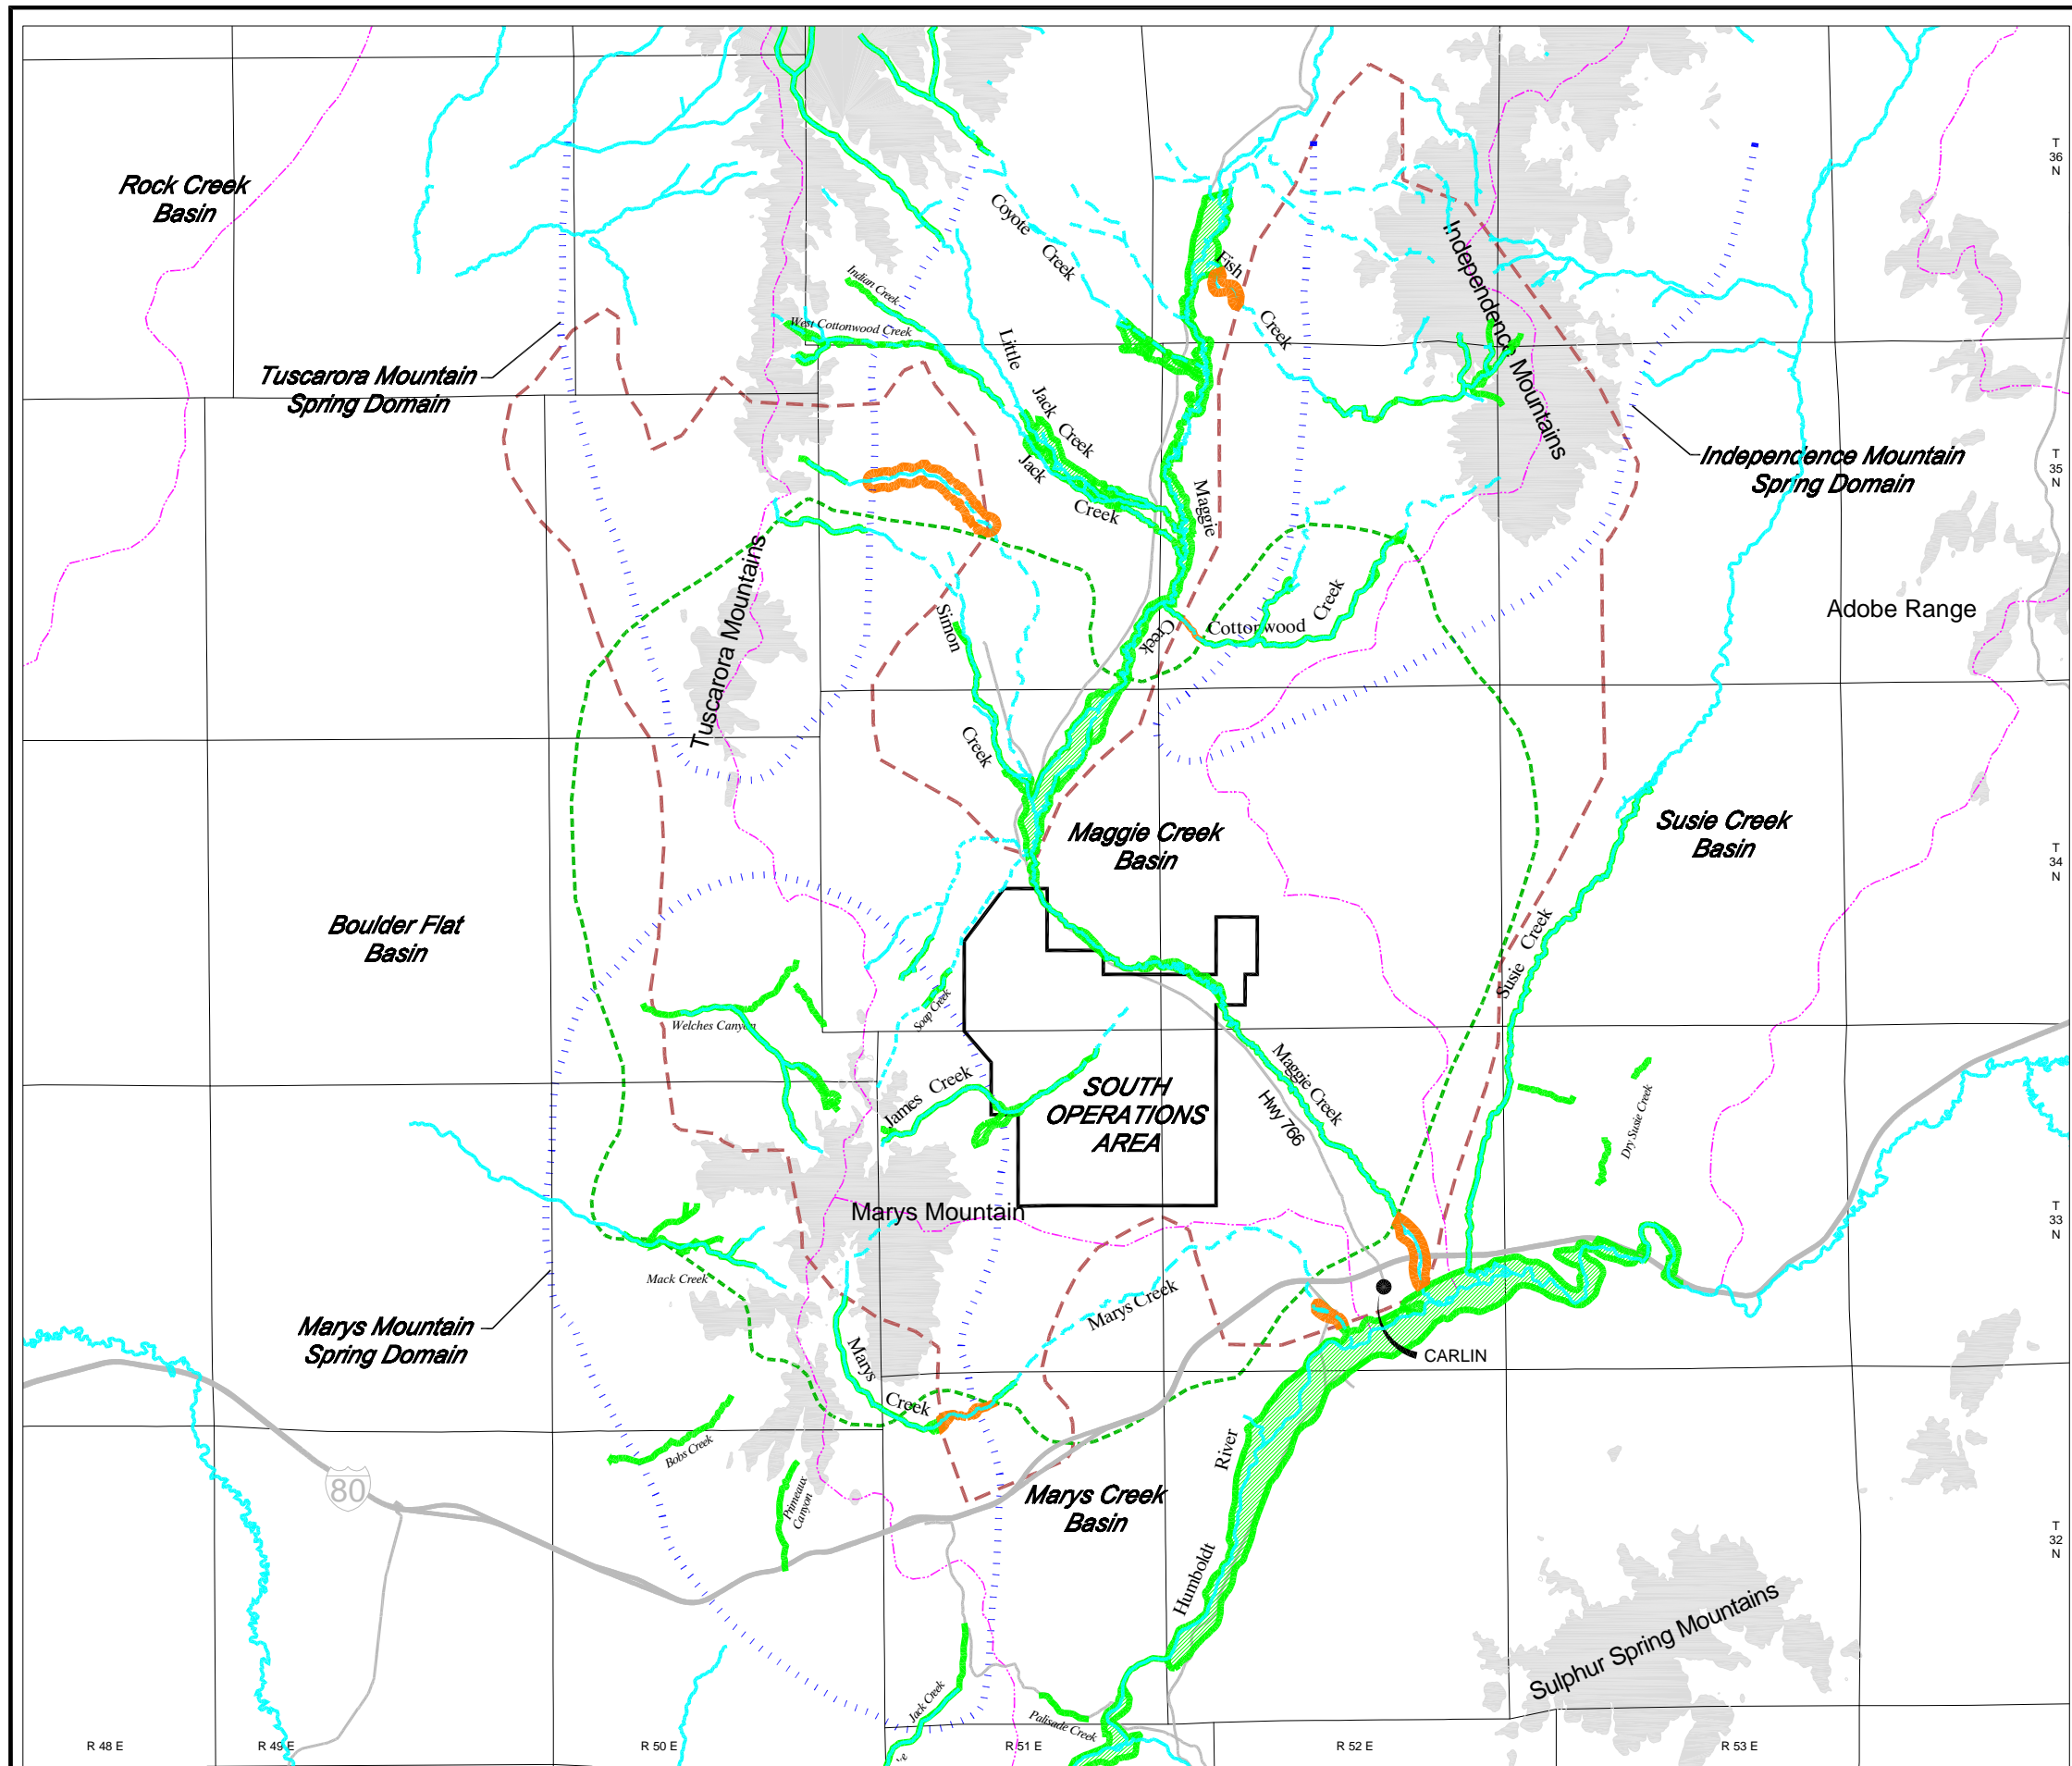 T
36
N
Rock Creek
Basin
Coyote Creek
Fish
Creek
Independence Mountains
Indian Creek
West Cottonwood Creek
Little
Jack
Creek
Tuscarora Mountain
Spring Domain
Independence Mountain
Spring Domain
T
35
N
Jack
Creek
Maggie
Creek
Tuscarora Mountains
Simon
Creek
Cottonwood
Creek
Adobe Range
Maggie Creek
Basin
Susie Creek
Basin
T
34
N
Boulder Flat
Basin
Susie Creek
Welches Canyon
Soap Creek
James Creek
SOUTH
OPERATIONS
AREA
Maggie Creek
Hwy 766
Dry Susie Creek
Marys Mountain
T
33
N
Mack Creek
Marys Creek
Marys Mountain
Spring Domain
Marys
Creek
CARLIN
Bobs Creek
River
80
Primeaux
Canyon
Marys Creek
Basin
T
32
N
Humboldt
Sulphur Spring Mountains
Jack Creek
Palisade Creek
R 48 E
R 49 E
R 50 E
R 51 E
R 52 E
R 53 E